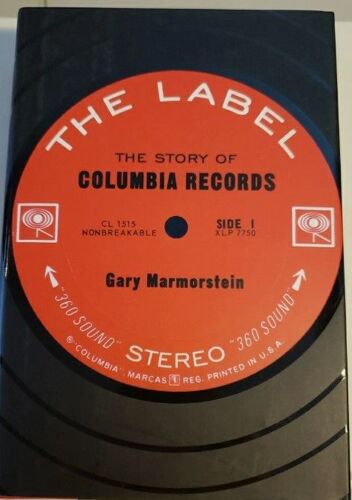 THE LABEL
THE STORY OF
COLUMBIA RECORDS
CL 1315 SIDE 1
NONBREAKABLE XLP 7750
Gary Marmorstein
"360 SOUND" STEREO "360 SOUND"
® "COLUMBIA" MARCAS REG. PRINTED IN U.S.A.